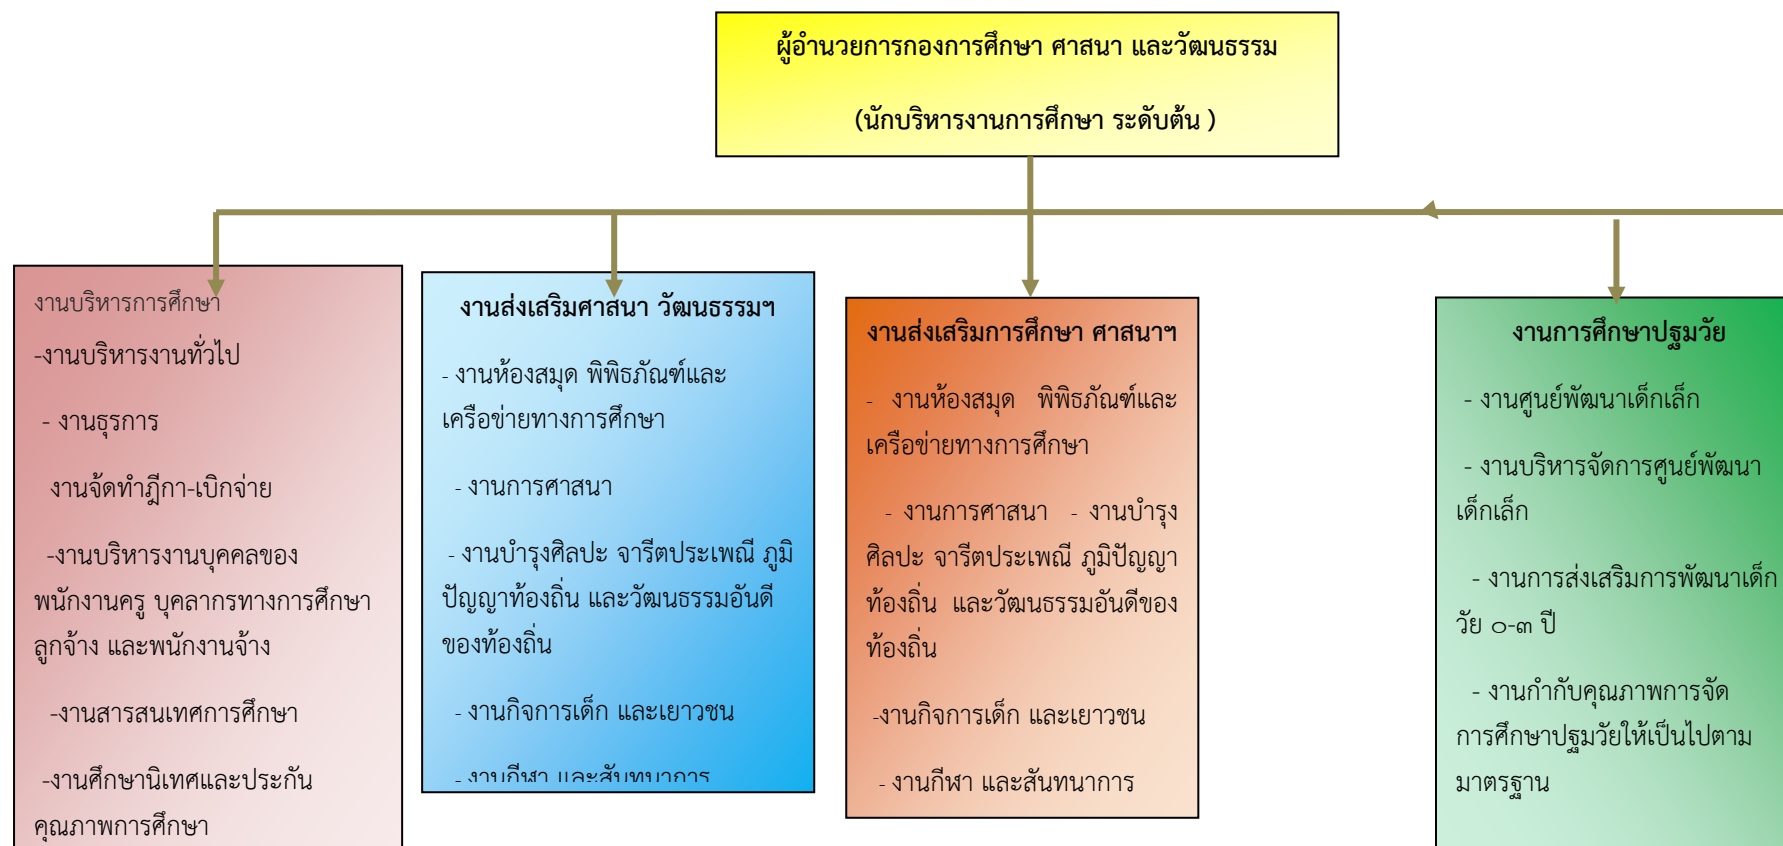 ผู้อำนวยการกองการศึกษา ศาสนา และวัฒนธรรม
(นักบริหารงานการศึกษา ระดับต้น )
งานบริหารการศึกษา
-งานบริหารงานทั่วไป
- งานธุรการ
งานจัดทำฎีกา-เบิกจ่าย
-งานบริหารงานบุคคลของ
พนักงานครู บุคลากรทางการศึกษา
ลูกจ้าง และพนักงานจ้าง
-งานสารสนเทศการศึกษา
-งานศึกษานิเทศและประกัน
คุณภาพการศึกษา
งานส่งเสริมศาสนา วัฒนธรรมฯ
- งานห้องสมุด พิพิธภัณฑ์และ
เครือข่ายทางการศึกษา
- งานการศาสนา
- งานบำรุงศิลปะ จารีตประเพณี ภูมิ
ปัญญาท้องถิ่น และวัฒนธรรมอันดี
ของท้องถิ่น
- งานกิจการเด็ก และเยาวชน
- งานกีฬา และสันทนาการ
งานส่งเสริมการศึกษา ศาสนาฯ
- งานห้องสมุด พิพิธภัณฑ์และ
เครือข่ายทางการศึกษา
- งานการศาสนา - งานบำรุง
ศิลปะ จารีตประเพณี ภูมิปัญญา
ท้องถิ่น และวัฒนธรรมอันดีของ
ท้องถิ่น
-งานกิจการเด็ก และเยาวชน
- งานกีฬา และสันทนาการ
งานการศึกษาปฐมวัย
- งานศูนย์พัฒนาเด็กเล็ก
- งานบริหารจัดการศูนย์พัฒนา
เด็กเล็ก
- งานการส่งเสริมการพัฒนาเด็ก
วัย ๐-๓ ปี
- งานกำกับคุณภาพการจัด
การศึกษาปฐมวัยให้เป็นไปตาม
มาตรฐาน